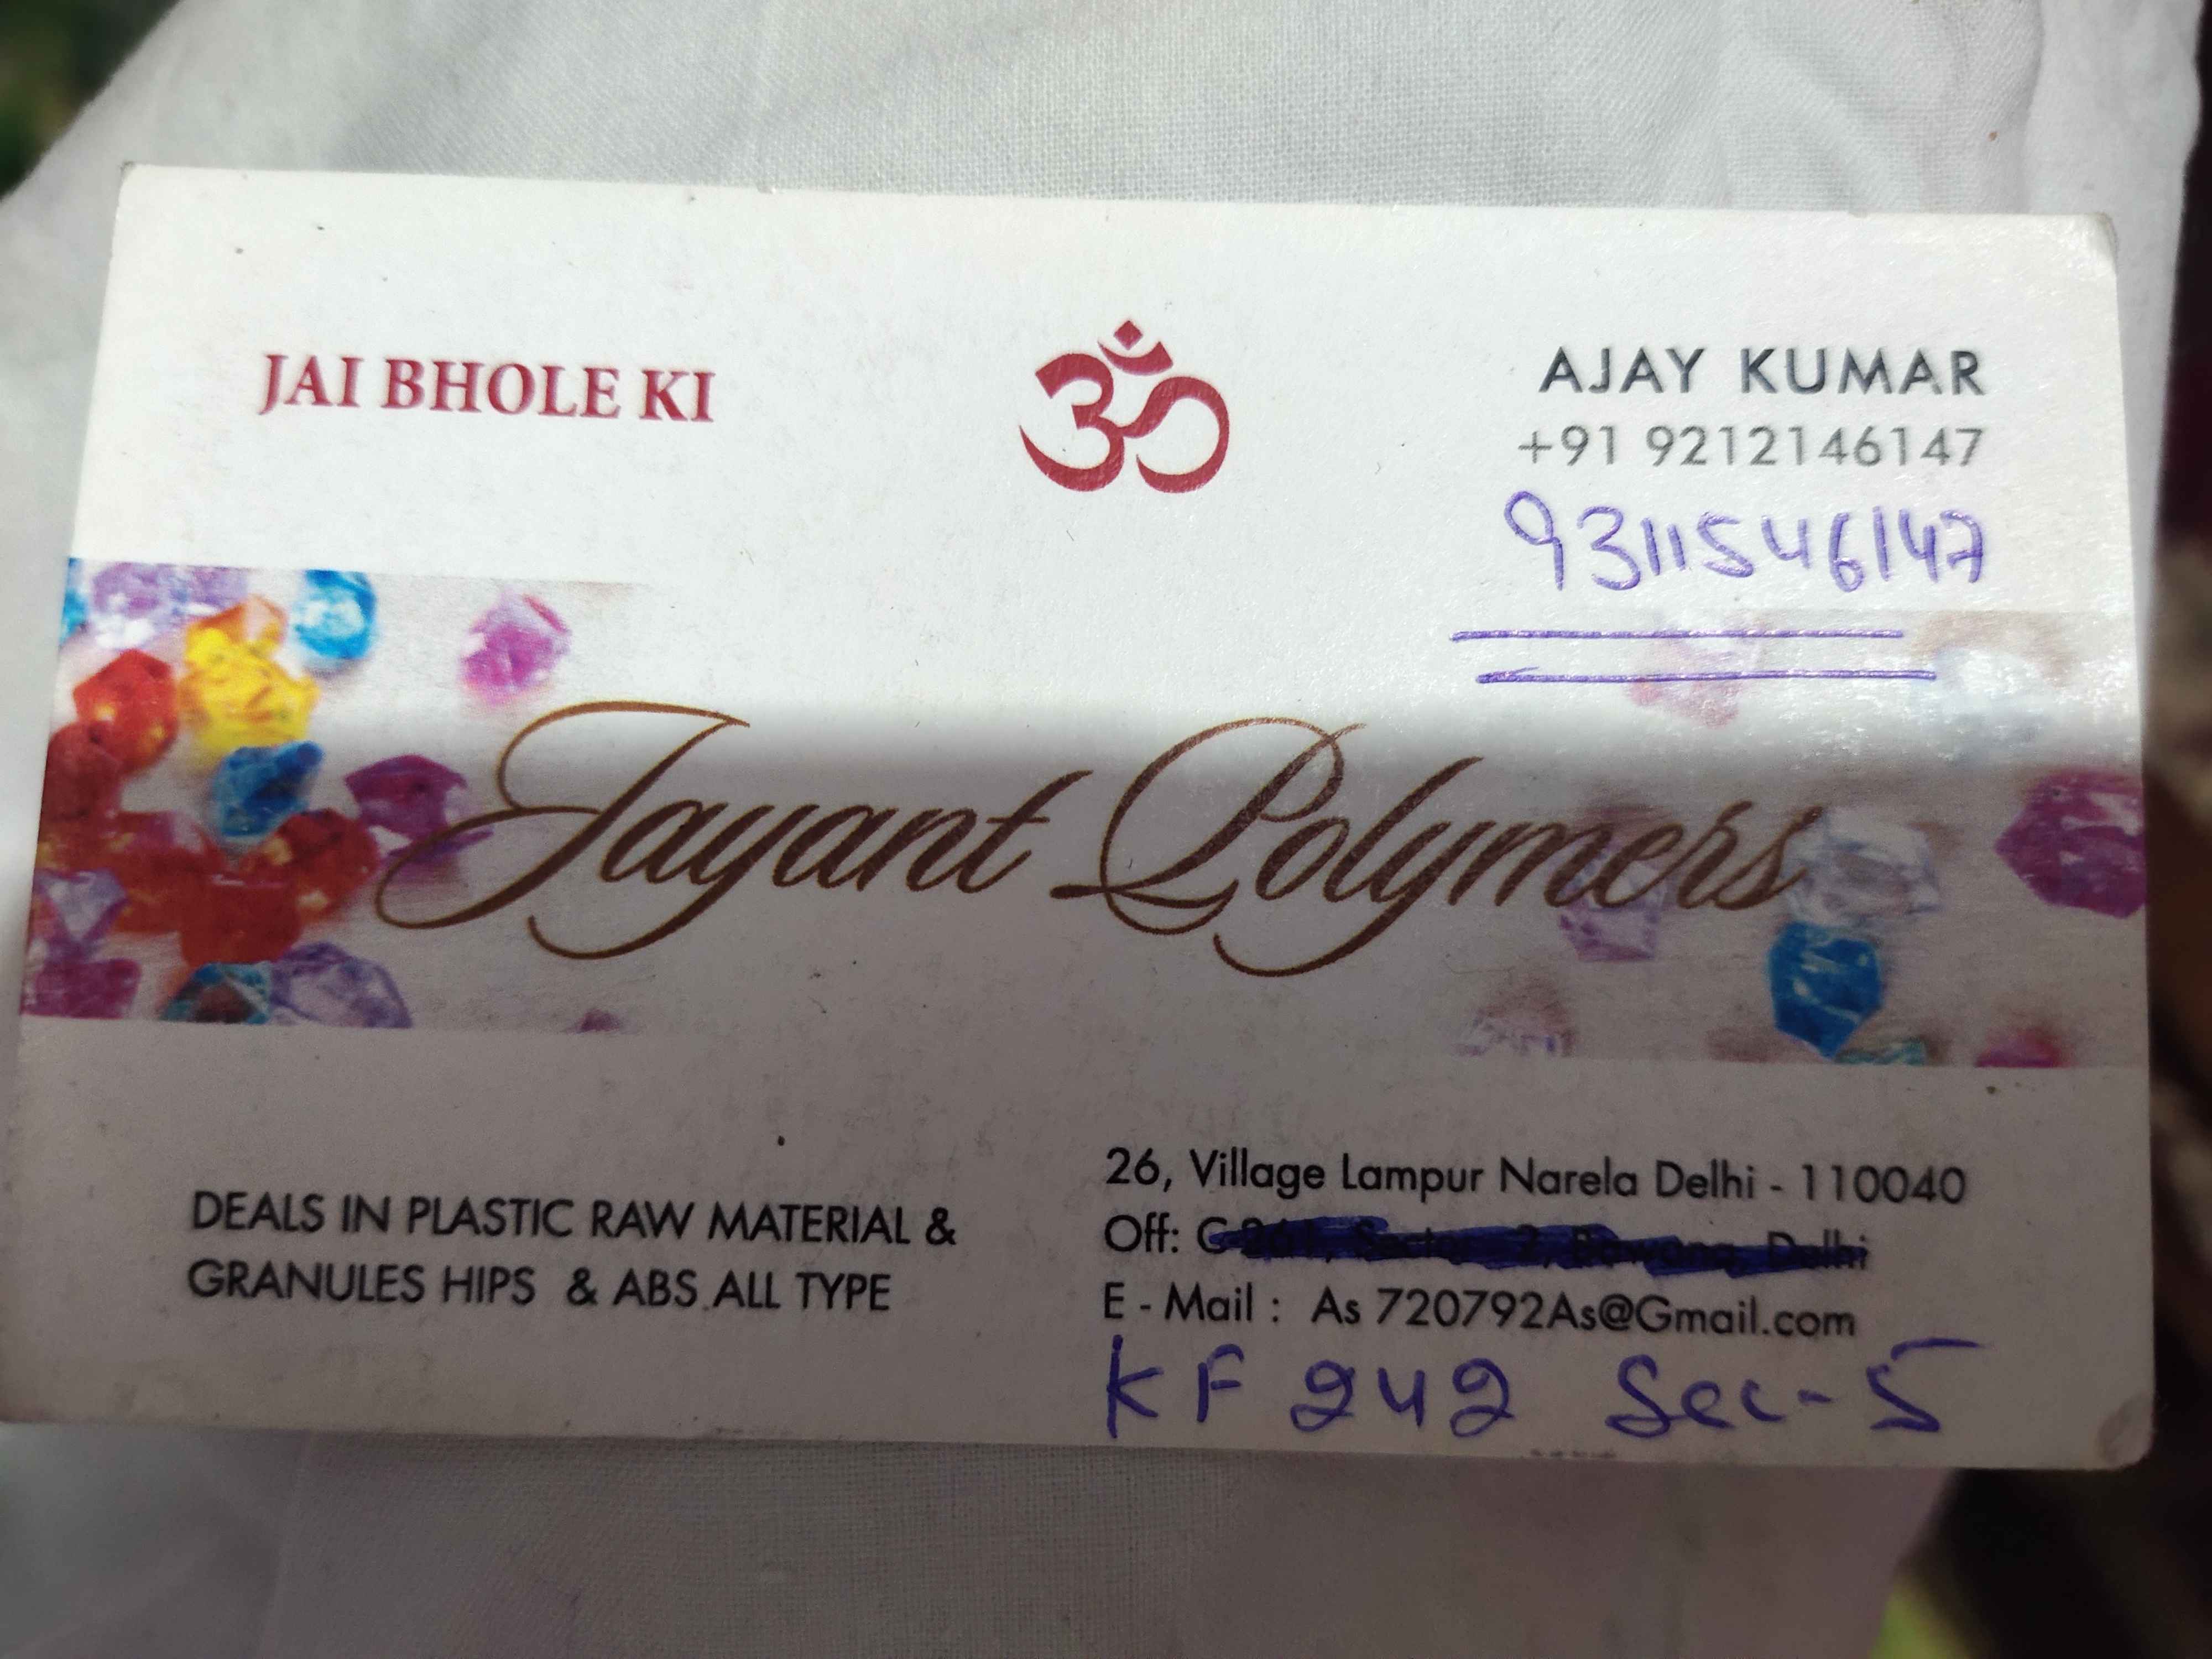 JAI BHOLE KI
ॐ
AJAY KUMAR
+91 9212146147
9311546147
Jayant Polymers
DEALS IN PLASTIC RAW MATERIAL &
GRANULES HIPS & ABS ALL TYPE
26, Village Lampur Narela Delhi - 110040
Off: Delhi
E - Mail : As 720792As@Gmail.com
KF 242 Sec-5